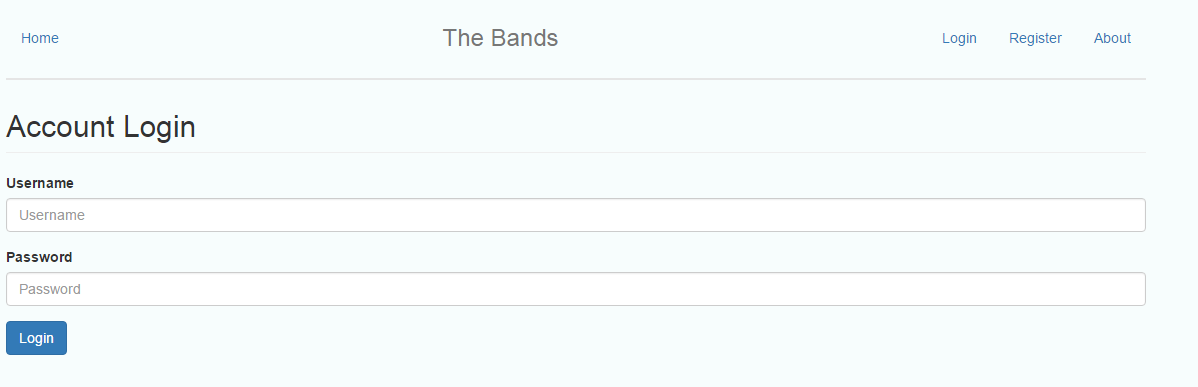 Home The Bands Login Register About
Account Login
Username
Username
Password
Password
Login